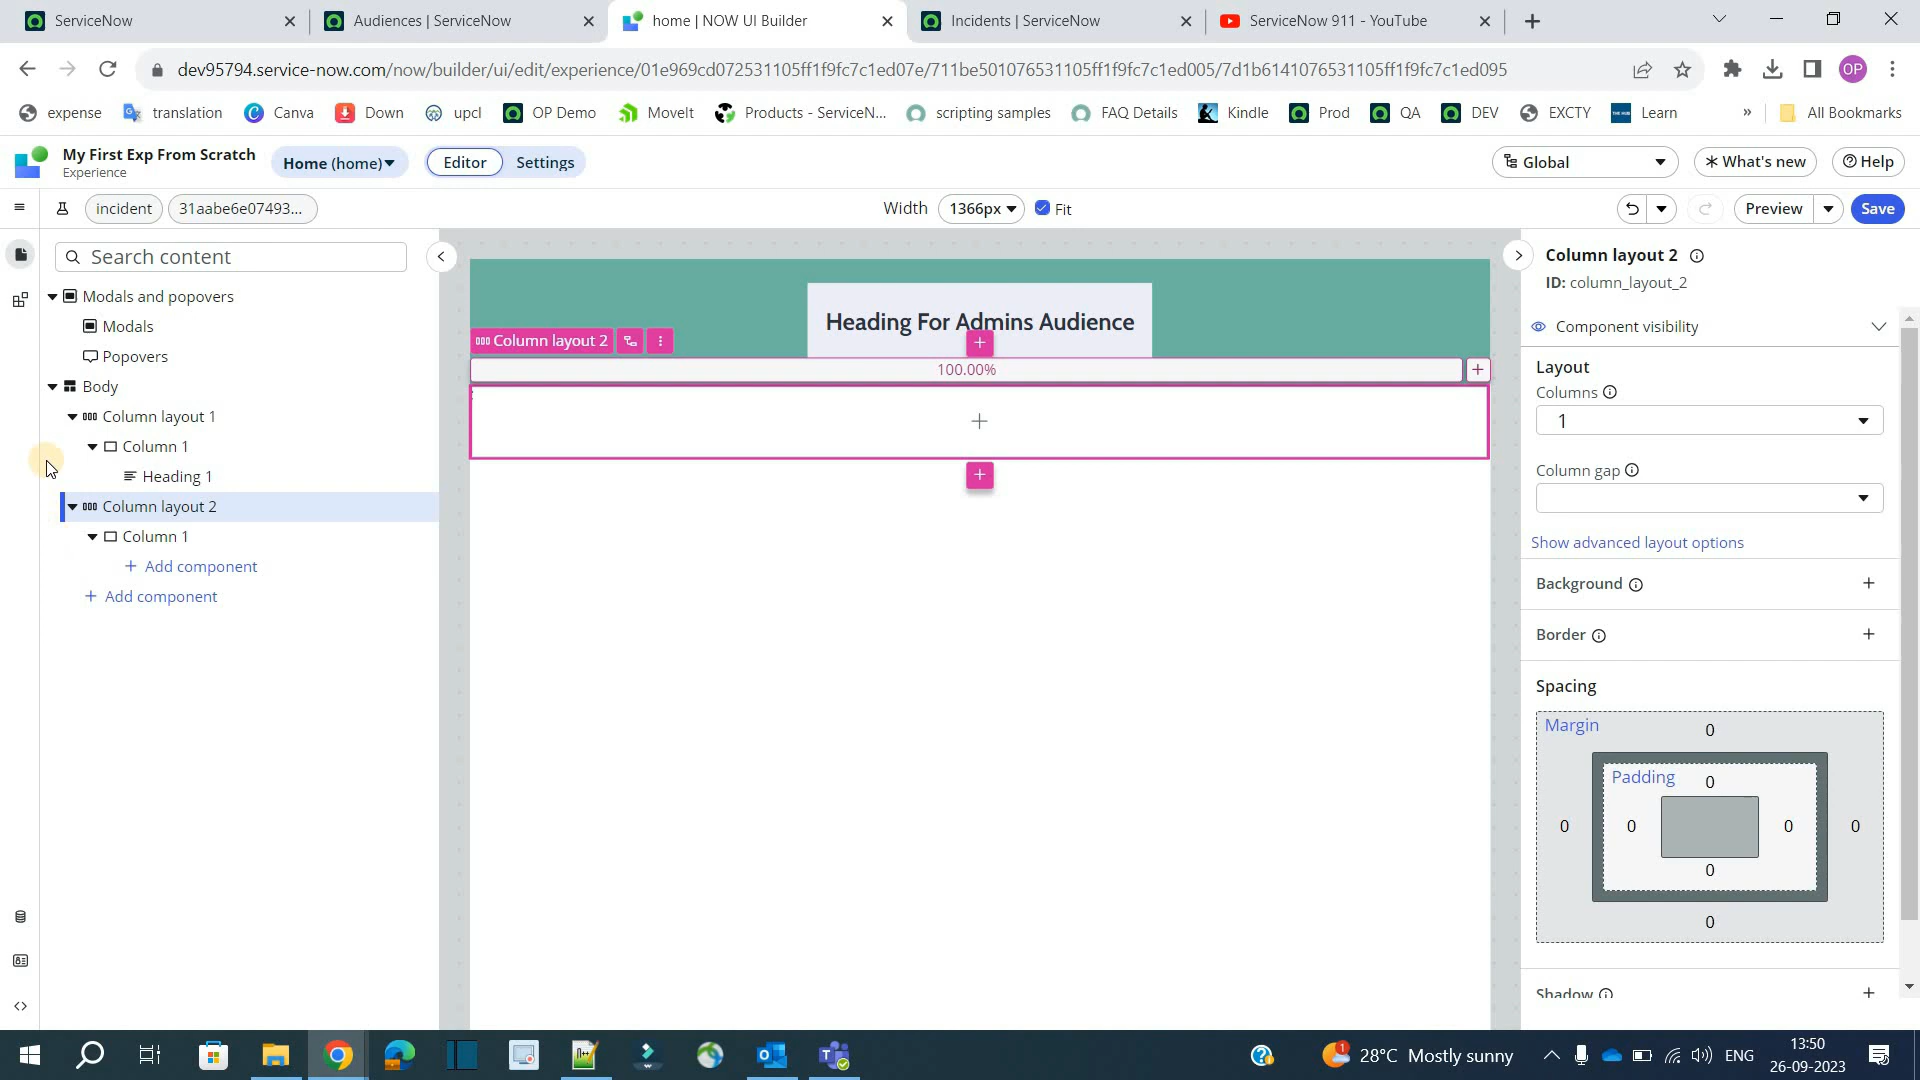 ServiceNow
Audiences | ServiceNow
home | NOW UI Builder
Incidents | ServiceNow
ServiceNow 911 - YouTube
dev95794.service-now.com/now/builder/ui/edit/experience/01e969cd072531105ff1f9fc7c1ed07e/711be501076531105ff1f9fc7c1ed005/7d1b6141076531105ff1f9fc7c1ed095
OP
expense
translation
Canva
Down
upcl
OP Demo
MoveIt
Products - ServiceN...
scripting samples
FAQ Details
Kindle
Prod
QA
DEV
EXCTY
Learn
»
All Bookmarks
My First Exp From Scratch
Experience
Home (home)
Editor
Settings
Global
What's new
Help
incident
31aabe6e07493...
Width
1366px
Fit
Preview
Save
Search content
Modals and popovers
Modals
Popovers
Body
Column layout 1
Column 1
Heading 1
Column layout 2
Column 1
+ Add component
+ Add component
Heading For Admins Audience
Column layout 2
100.00%
Column layout 2
ID: column_layout_2
Component visibility
Layout
Columns
1
Column gap
Show advanced layout options
Background
Border
Spacing
Margin
0
Padding
0
0
0
0
0
0
0
Shadow
28°C Mostly sunny
1
ENG
13:50
26-09-2023